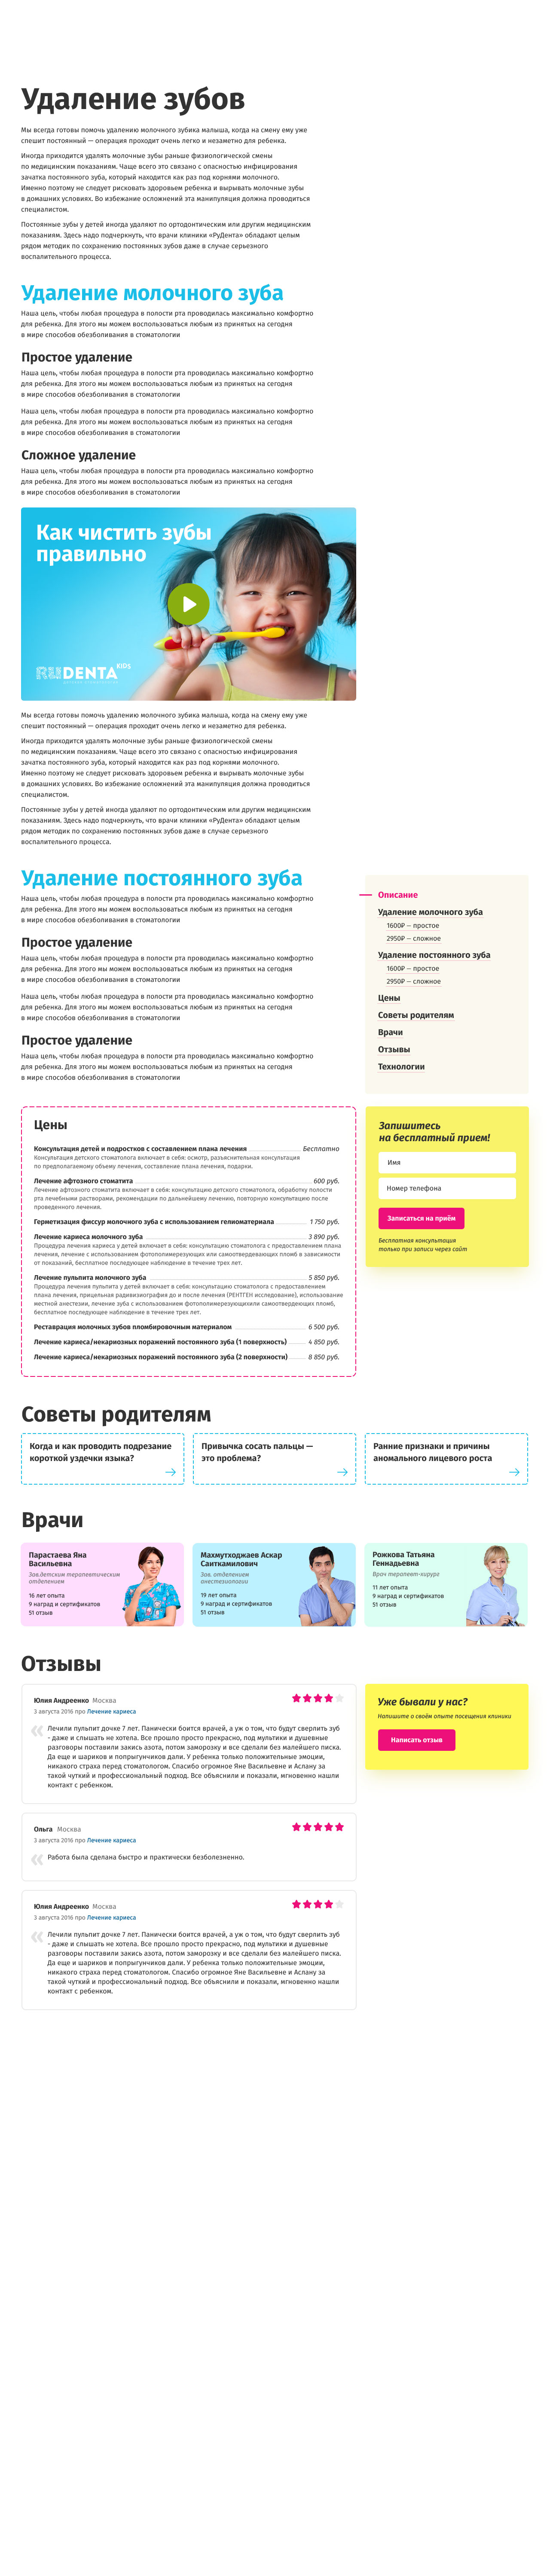 Удаление зубов
Мы всегда готовы помочь удалению молочного зубика малыша, когда на смену ему уже
спешит постоянный — операция проходит очень легко и незаметно для ребенка.
Иногда приходится удалять молочные зубы раньше физиологической смены
по медицинским показаниям. Чаще всего это связано с опасностью инфицирования
зачатка постоянного зуба, который находится как раз под корнями молочного.
Именно поэтому не следует рисковать здоровьем ребенка и вырывать молочные зубы
в домашних условиях. Во избежание осложнений эта манипуляция должна проводиться
специалистом.
Постоянные зубы у детей иногда удаляют по ортодонтическим или другим медицинским
показаниям. Здесь надо подчеркнуть, что врачи клиники «РуДента» обладают целым
рядом методик по сохранению постоянных зубов даже в случае серьезного
воспалительного процесса.
Удаление молочного зуба
Наша цель, чтобы любая процедура в полости рта проводилась максимально комфортно
для ребенка. Для этого мы можем воспользоваться любым из принятых на сегодня
в мире способов обезболивания в стоматологии
Простое удаление
Наша цель, чтобы любая процедура в полости рта проводилась максимально комфортно
для ребенка. Для этого мы можем воспользоваться любым из принятых на сегодня
в мире способов обезболивания в стоматологии
Наша цель, чтобы любая процедура в полости рта проводилась максимально комфортно
для ребенка. Для этого мы можем воспользоваться любым из принятых на сегодня
в мире способов обезболивания в стоматологии
Сложное удаление
Наша цель, чтобы любая процедура в полости рта проводилась максимально комфортно
для ребенка. Для этого мы можем воспользоваться любым из принятых на сегодня
в мире способов обезболивания в стоматологии
Как чистить зубы
правильно
RUDENTA KIDS
Мы всегда готовы помочь удалению молочного зубика малыша, когда на смену ему уже
спешит постоянный — операция проходит очень легко и незаметно для ребенка.
Иногда приходится удалять молочные зубы раньше физиологической смены
по медицинским показаниям. Чаще всего это связано с опасностью инфицирования
зачатка постоянного зуба, который находится как раз под корнями молочного.
Именно поэтому не следует рисковать здоровьем ребенка и вырывать молочные зубы
в домашних условиях. Во избежание осложнений эта манипуляция должна проводиться
специалистом.
Постоянные зубы у детей иногда удаляют по ортодонтическим или другим медицинским
показаниям. Здесь надо подчеркнуть, что врачи клиники «РуДента» обладают целым
рядом методик по сохранению постоянных зубов даже в случае серьезного
воспалительного процесса.
Удаление постоянного зуба
Наша цель, чтобы любая процедура в полости рта проводилась максимально комфортно
для ребенка. Для этого мы можем воспользоваться любым из принятых на сегодня
в мире способов обезболивания в стоматологии
Простое удаление
Наша цель, чтобы любая процедура в полости рта проводилась максимально комфортно
для ребенка. Для этого мы можем воспользоваться любым из принятых на сегодня
в мире способов обезболивания в стоматологии
Наша цель, чтобы любая процедура в полости рта проводилась максимально комфортно
для ребенка. Для этого мы можем воспользоваться любым из принятых на сегодня
в мире способов обезболивания в стоматологии
Простое удаление
Наша цель, чтобы любая процедура в полости рта проводилась максимально комфортно
для ребенка. Для этого мы можем воспользоваться любым из принятых на сегодня
в мире способов обезболивания в стоматологии
Описание
Удаление молочного зуба
1600₽ — простое
2950₽ — сложное
Удаление постоянного зуба
1600₽ — простое
2950₽ — сложное
Цены
Советы родителям
Врачи
Отзывы
Технологии
Цены
Консультация детей и подростков с составлением плана лечения Бесплатно
Консультация детского стоматолога включает в себя: осмотр, разъяснительная консультация
по предполагаемому объему лечения, составление плана лечения, подарки.
Лечение афтозного стоматита 600 руб.
Лечение афтозного стоматита включает в себя: консультацию детского стоматолога, обработку полости
рта лечебными растворами, рекомендации по дальнейшему лечению, повторную консультацию после
проведенного лечения.
Герметизация фиссур молочного зуба с использованием гелиоматериала 1 750 руб.
Лечение кариеса молочного зуба 3 890 руб.
Процедура лечения кариеса у детей включает в себя: консультацию стоматолога с предоставлением плана
лечения, лечение с использованием фотополимерезующих или самоотвердевающих пломб в зависимости
от показаний, бесплатное последующее наблюдение в течение трех лет.
Лечение пульпита молочного зуба 5 850 руб.
Процедура лечения пульпита у детей включает в себя: консультацию стоматолога с предоставлением
плана лечения, прицельная радивизиография до и после лечения (РЕНТГЕН исследование), использование
местной анестезии, лечение зуба с использованием фотополимерезующихили самоотвердевающих пломб,
бесплатное последующее наблюдение в течение трех лет.
Реставрация молочных зубов пломбировочным материалом 6 500 руб.
Лечение кариеса/некариозных поражений постоянного зуба (1 поверхность) 4 850 руб.
Лечение кариеса/некариозных поражений постоянного зуба (2 поверхности) 8 850 руб.
Запишитесь
на бесплатный прием!
Имя
Номер телефона
Записаться на приём
Бесплатная консультация
только при записи через сайт
Советы родителям
Когда и как проводить подрезание
короткой уздечки языка?
Привычка сосать пальцы —
это проблема?
Ранние признаки и причины
аномального лицевого роста
Врачи
Парастаева Яна
Васильевна
Зав.детским терапевтическим
отделением
16 лет опыта
9 наград и сертификатов
51 отзыв
Махмутходжаев Аскар
Саиткамилович
Зав. отделением
анестезиологии
19 лет опыта
9 наград и сертификатов
51 отзыв
Рожкова Татьяна
Геннадьевна
Врач терапевт-хирург
11 лет опыта
9 наград и сертификатов
51 отзыв
Отзывы
Юлия Андреенко Москва
3 августа 2016 про Лечение кариеса
« Лечили пульпит дочке 7 лет. Панически боится врачей, а уж о том, что будут сверлить зуб
- даже и слышать не хотела. Все прошло просто прекрасно, под мультики и душевные
разговоры поставили закись азота, потом заморозку и все сделали без малейшего писка.
Да еще и шариков и попрыгунчиков дали. У ребенка только положительные эмоции,
никакого страха перед стоматологом. Спасибо огромное Яне Васильевне и Аслану за
такой чуткий и профессиональный подход. Все объяснили и показали, мгновенно нашли
контакт с ребенком.
Уже бывали у нас?
Напишите о своём опыте посещения клиники
Написать отзыв
Ольга Москва
3 августа 2016 про Лечение кариеса
« Работа была сделана быстро и практически безболезненно.
Юлия Андреенко Москва
3 августа 2016 про Лечение кариеса
« Лечили пульпит дочке 7 лет. Панически боится врачей, а уж о том, что будут сверлить зуб
- даже и слышать не хотела. Все прошло просто прекрасно, под мультики и душевные
разговоры поставили закись азота, потом заморозку и все сделали без малейшего писка.
Да еще и шариков и попрыгунчиков дали. У ребенка только положительные эмоции,
никакого страха перед стоматологом. Спасибо огромное Яне Васильевне и Аслану за
такой чуткий и профессиональный подход. Все объяснили и показали, мгновенно нашли
контакт с ребенком.